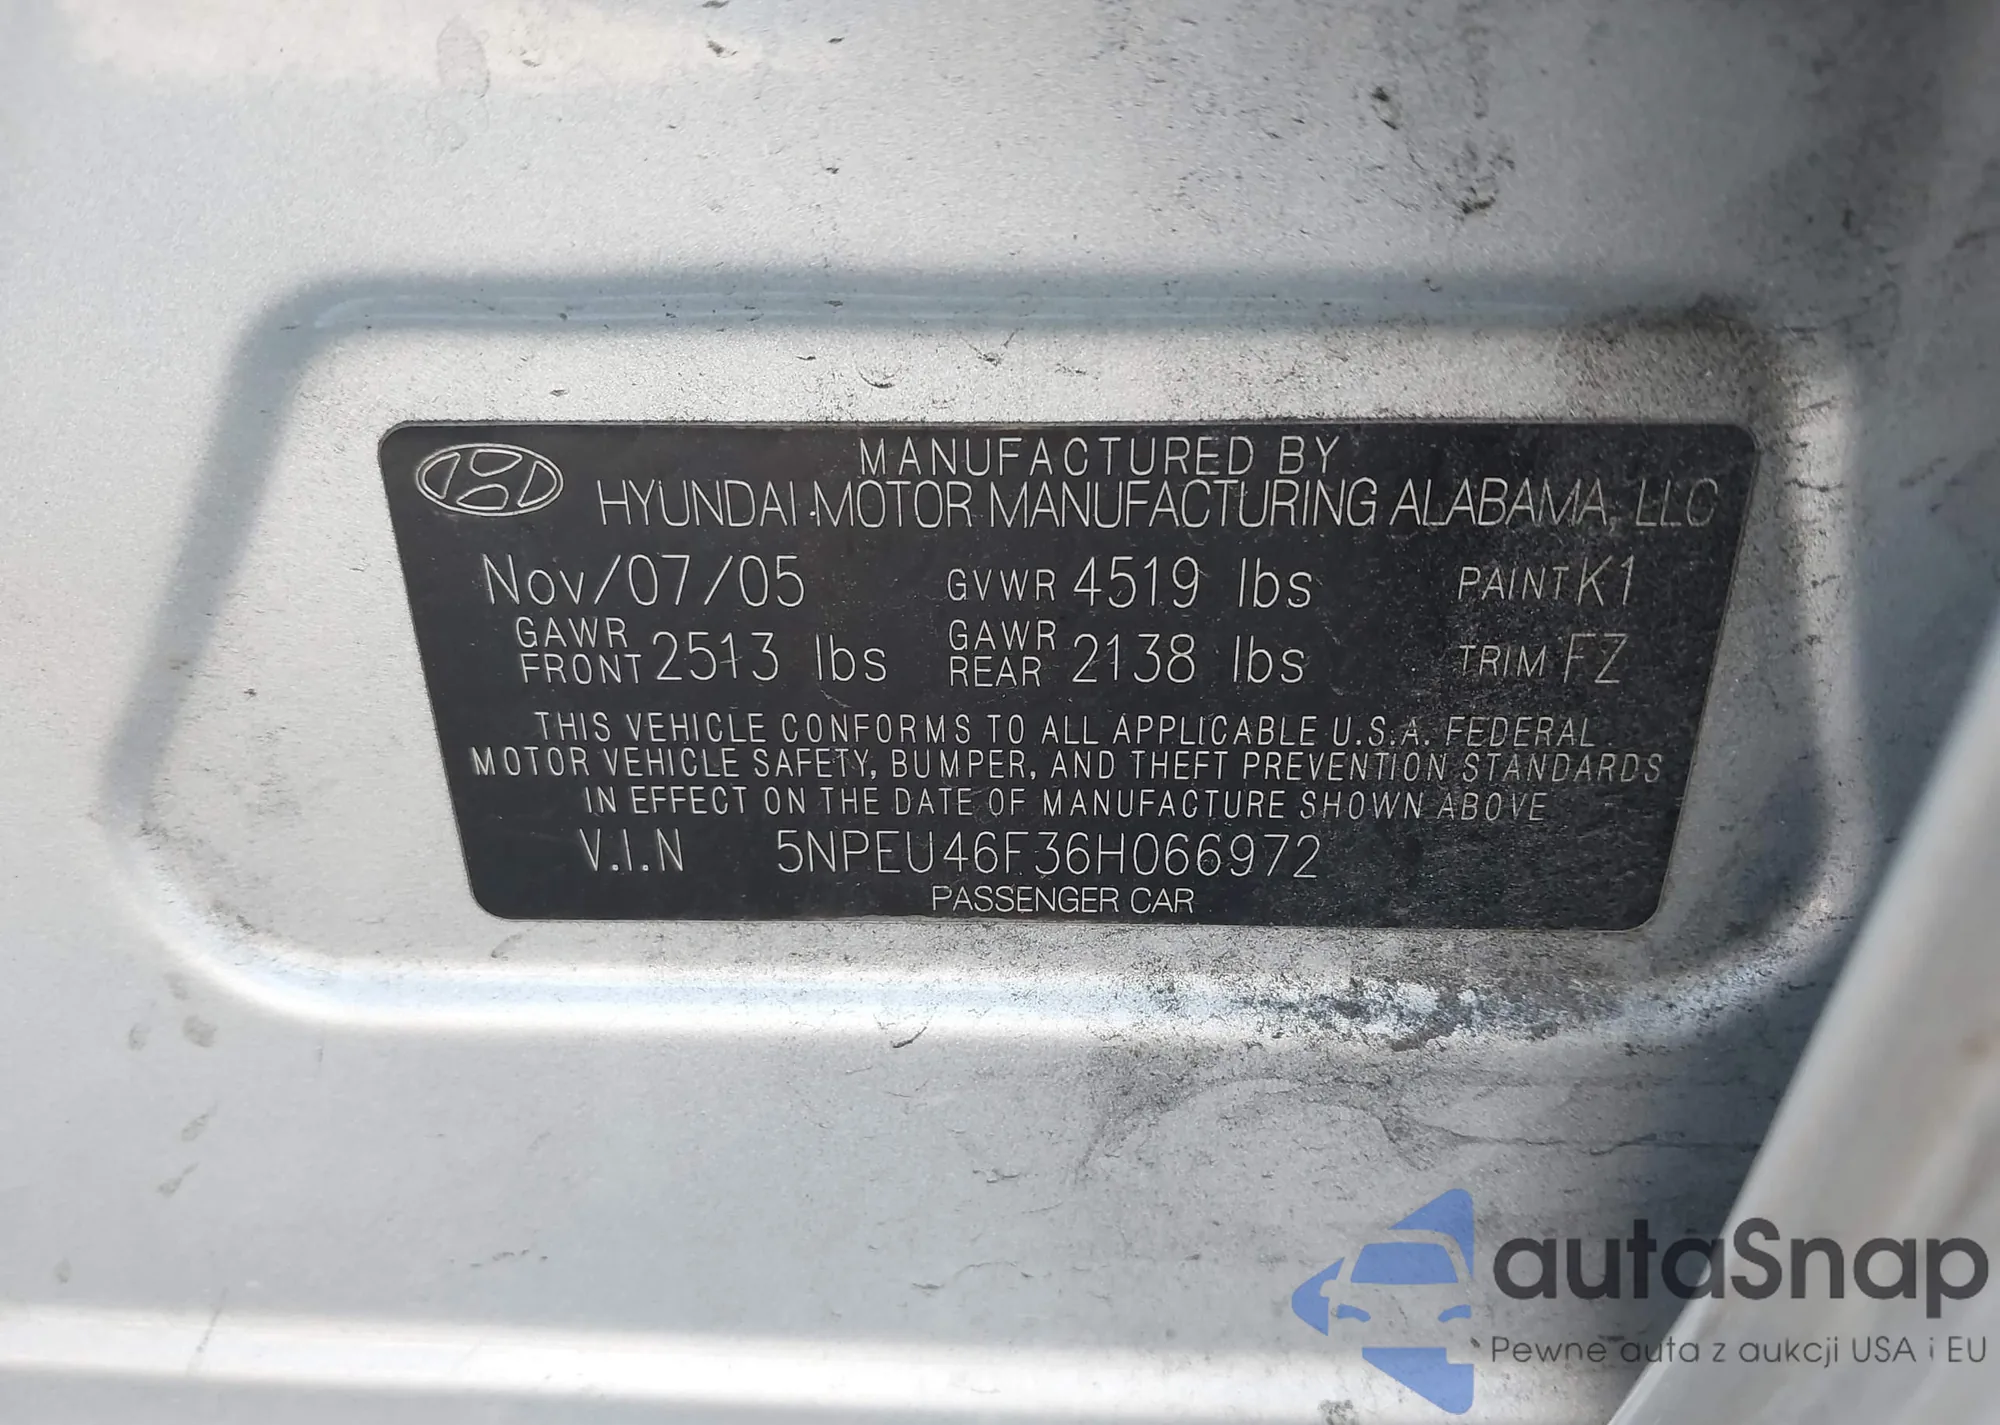 MANUFACTURED BY
HYUNDAI MOTOR MANUFACTURING ALABAMA, LLC
Nov/07/05 GVWR 4519 lbs PAINT K1
GAWR FRONT 2513 lbs GAWR REAR 2138 lbs TRIM FZ
THIS VEHICLE CONFORMS TO ALL APPLICABLE U.S.A. FEDERAL
MOTOR VEHICLE SAFETY, BUMPER, AND THEFT PREVENTION STANDARDS
IN EFFECT ON THE DATE OF MANUFACTURE SHOWN ABOVE
V.I.N 5NPEU46F36H066972
PASSENGER CAR
autaSnap
Pewne auta z aukcji USA i EU